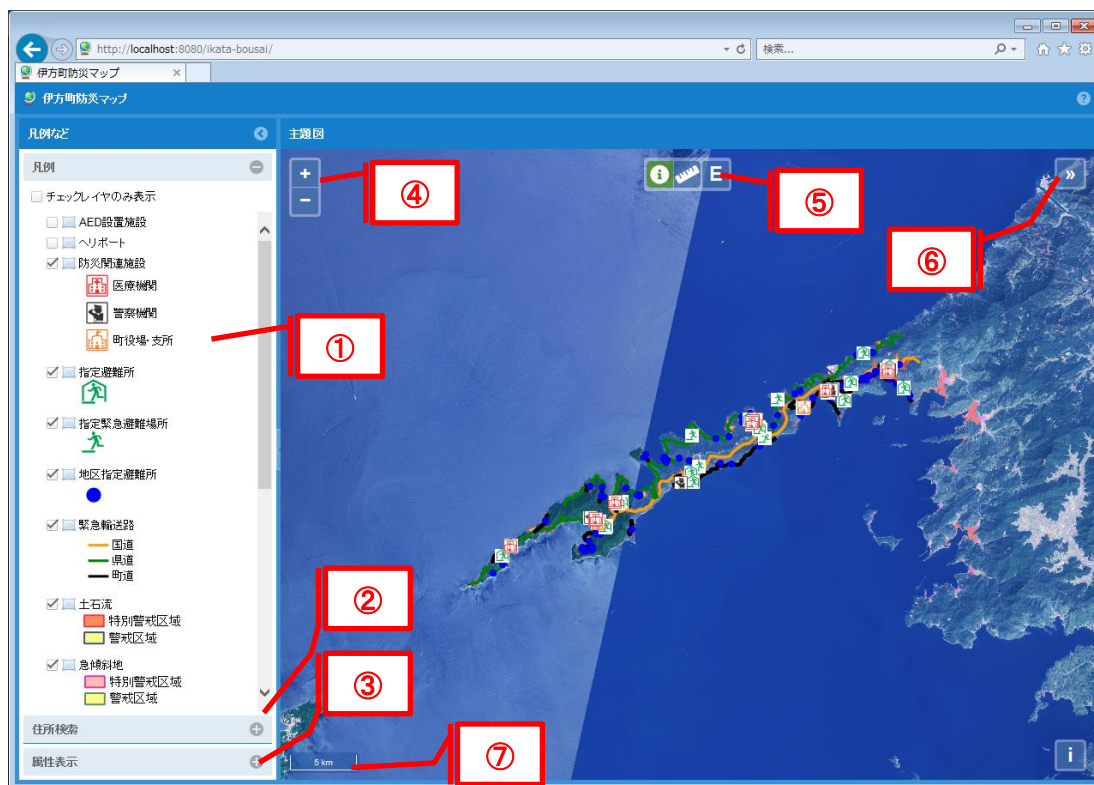 http://localhost:8080/ikata-bousai/
検索...
伊方町防災マップ
伊方町防災マップ
凡例など
主題図
凡例
チェックレイヤのみ表示
AED設置施設
ヘリポート
防災関連施設
医療機関
警察機関
町役場・支所
指定避難所
指定緊急避難場所
地区指定避難所
緊急輸送路
国道
県道
町道
土石流
特別警戒区域
警戒区域
急傾斜地
特別警戒区域
警戒区域
住所検索
属性表示
①
②
③
④
⑤
⑥
⑦
+
−
i
E
»
5 km
i